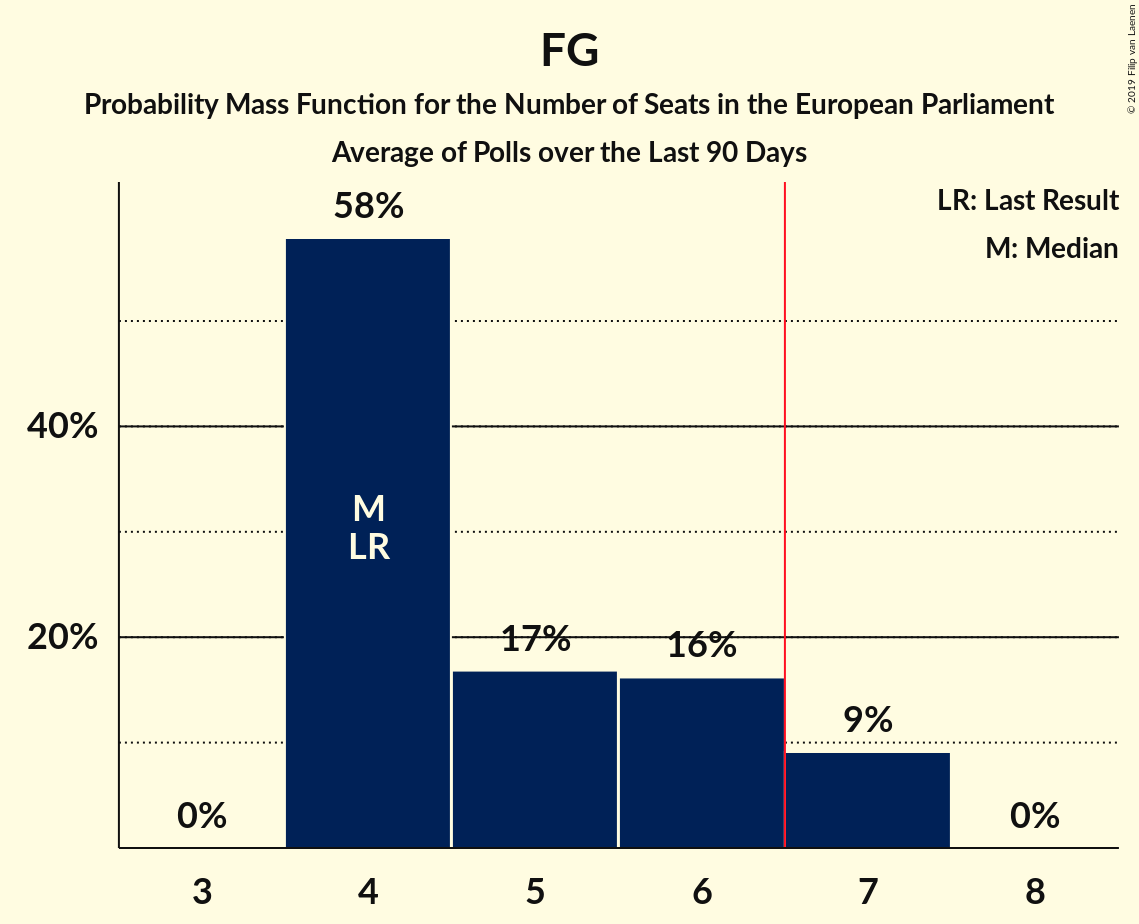 FG
Probability Mass Function for the Number of Seats in the European Parliament
Average of Polls over the Last 90 Days
© 2019 Filip van Laenen
LR: Last Result
M: Median
58%
40%
M
LR
20%
17%
16%
9%
0%
0%
3 4 5 6 7 8